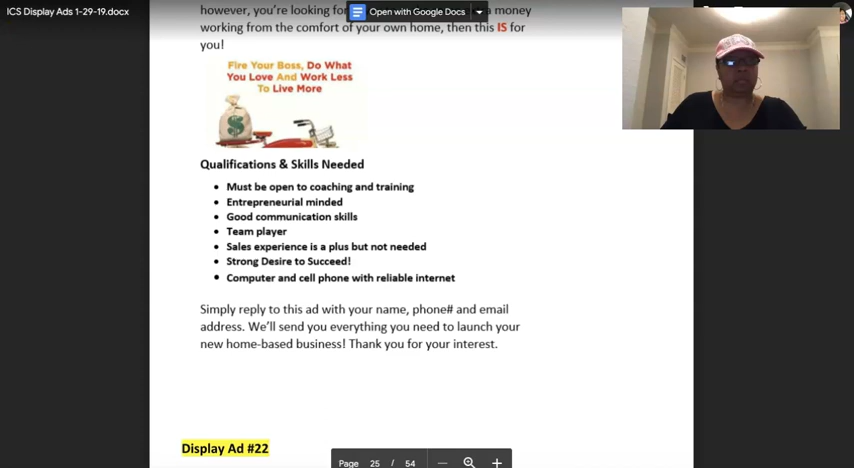 ICS Display Ads 1-29-19.docx
Open with Google Docs
however, you're looking for a money
working from the comfort of your own home, then this IS for
you!
Fire Your Boss, Do What
You Love And Work Less
To Live More
$
Qualifications & Skills Needed
• Must be open to coaching and training
• Entrepreneurial minded
• Good communication skills
• Team player
• Sales experience is a plus but not needed
• Strong Desire to Succeed!
• Computer and cell phone with reliable internet
Simply reply to this ad with your name, phone# and email
address. We'll send you everything you need to launch your
new home-based business! Thank you for your interest.
Display Ad #22
Page 25 / 54